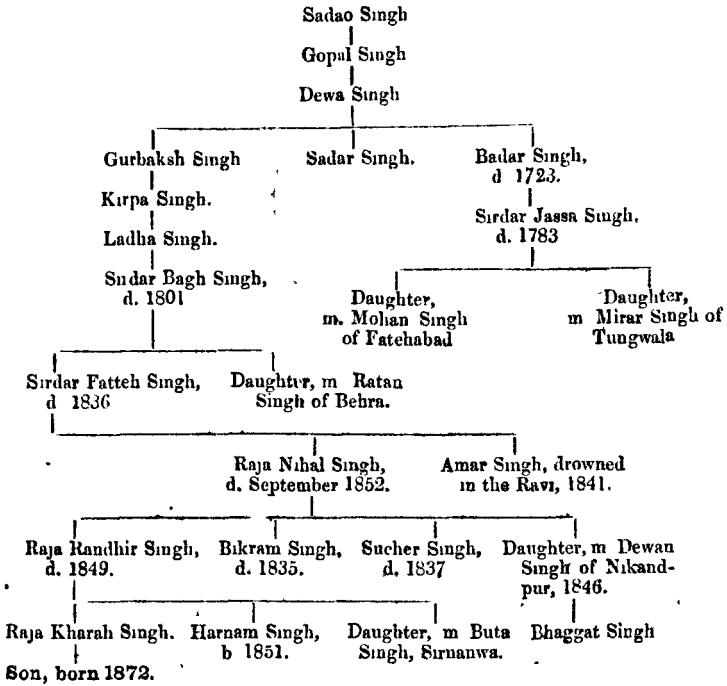 Sadao Singh
Gopal Singh
Dewa Singh
Gurbaksh Singh
Sadar Singh.
Badar Singh,
d 1723.
Kirpa Singh.
Sirdar Jassa Singh,
d. 1783
Ladha Singh.
Sirdar Bagh Singh,
d. 1801
Daughter,
m. Mohan Singh
of Fatehabad
Daughter,
m Mirar Singh of
Tungwala
Sirdar Fatteh Singh,
d 1836
Daughter, m Ratan
Singh of Behra.
Raja Nihal Singh,
d. September 1852.
Amar Singh, drowned
in the Ravi, 1841.
Raja Randhir Singh,
d. 1849.
Bikram Singh,
d. 1835.
Sucher Singh,
d. 1837
Daughter, m Dewan
Singh of Nikand-
pur, 1846.
Raja Kharah Singh.
Harnam Singh,
b 1851.
Daughter, m Buta
Singh, Sirnanwa.
Bhaggat Singh
Son, born 1872.